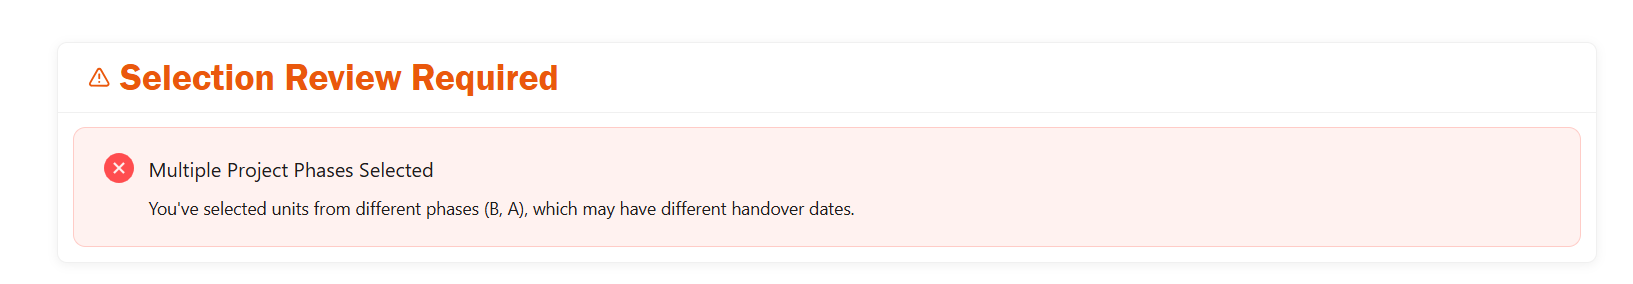 Selection Review Required
Multiple Project Phases Selected
You've selected units from different phases (B, A), which may have different handover dates.